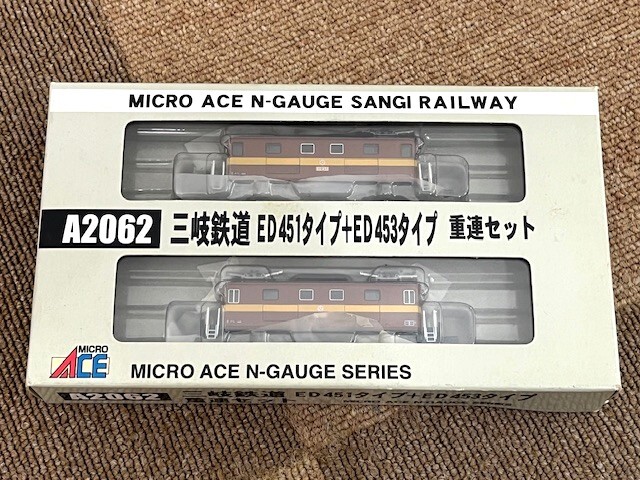 MICRO ACE N-GAUGE SANGI RAILWAY
A2062 三岐鉄道 ED451タイプ+ED453タイプ 重連セット
MICRO ACE
MICRO ACE N-GAUGE SERIES
A2062 三岐鉄道 ED451タイプ+ED453タイプ